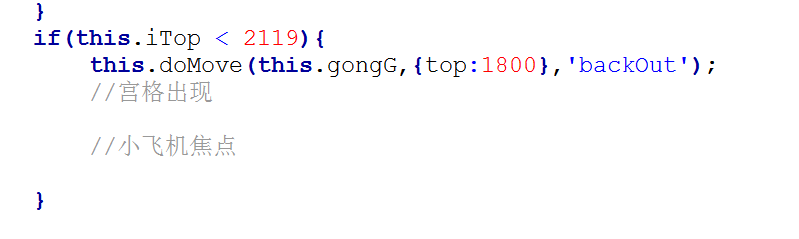 }
if(this.iTop < 2119){
this.doMove(this.gongG,{top:1800},'backOut');
//宫格出现
//小飞机焦点
}